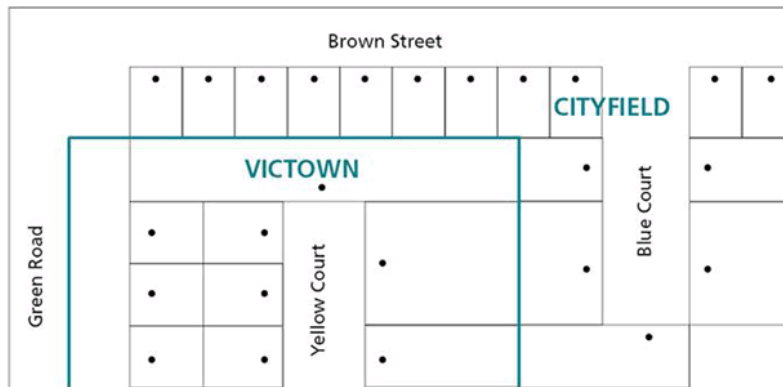 Brown Street
CITYFIELD
VICTOWN
Green Road
Yellow Court
Blue Court